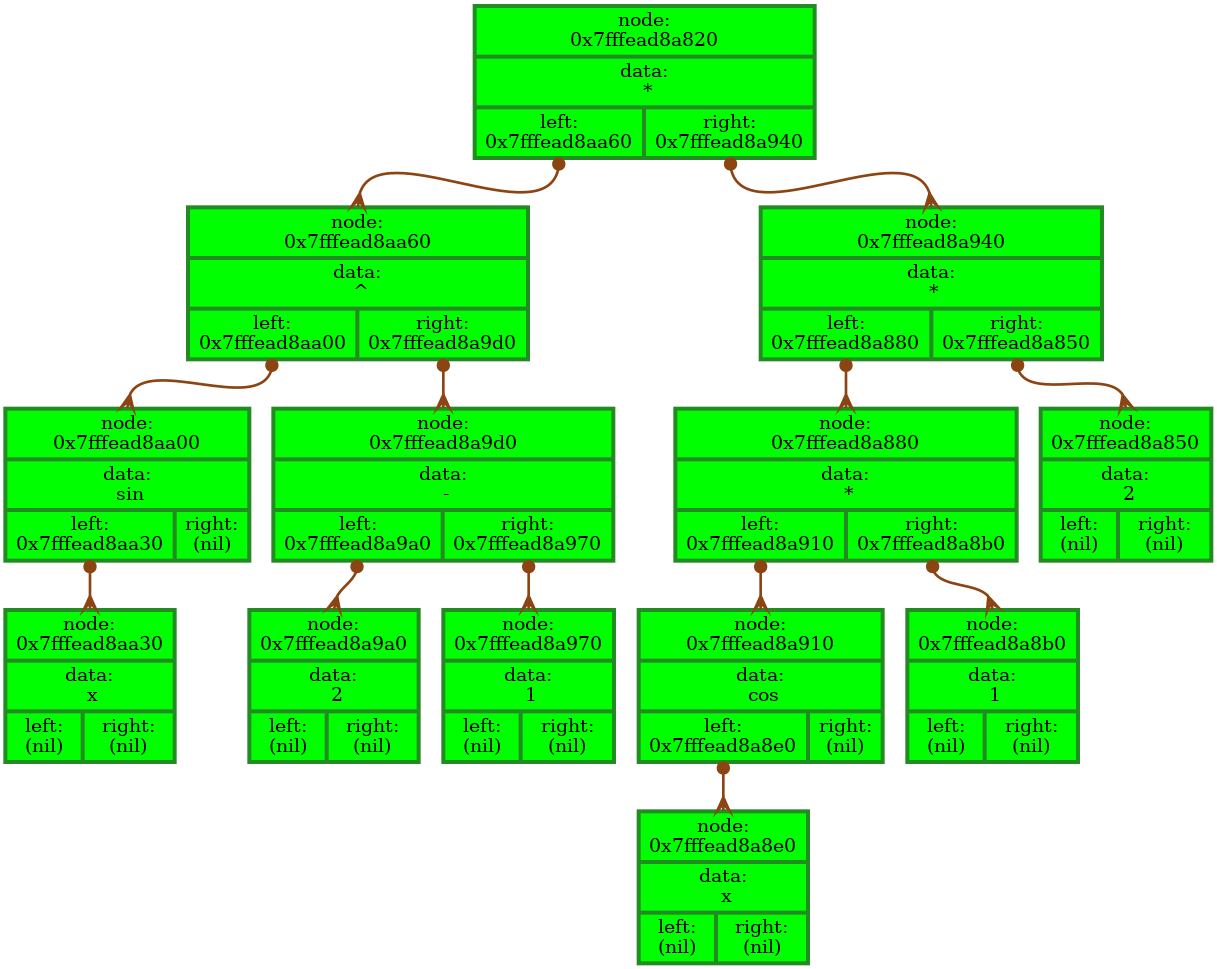 node:
0x7fffead8a820
data:
*
left:
0x7fffead8aa60
right:
0x7fffead8a940
node:
0x7fffead8aa60
data:
^
left:
0x7fffead8aa00
right:
0x7fffead8a9d0
node:
0x7fffead8a940
data:
*
left:
0x7fffead8a880
right:
0x7fffead8a850
node:
0x7fffead8aa00
data:
sin
left:
0x7fffead8aa30
right:
(nil)
node:
0x7fffead8a9d0
data:
-
left:
0x7fffead8a9a0
right:
0x7fffead8a970
node:
0x7fffead8a880
data:
*
left:
0x7fffead8a910
right:
0x7fffead8a8b0
node:
0x7fffead8a850
data:
2
left:
(nil)
right:
(nil)
node:
0x7fffead8aa30
data:
x
left:
(nil)
right:
(nil)
node:
0x7fffead8a9a0
data:
2
left:
(nil)
right:
(nil)
node:
0x7fffead8a970
data:
1
left:
(nil)
right:
(nil)
node:
0x7fffead8a910
data:
cos
left:
0x7fffead8a8e0
right:
(nil)
node:
0x7fffead8a8b0
data:
1
left:
(nil)
right:
(nil)
node:
0x7fffead8a8e0
data:
x
left:
(nil)
right:
(nil)